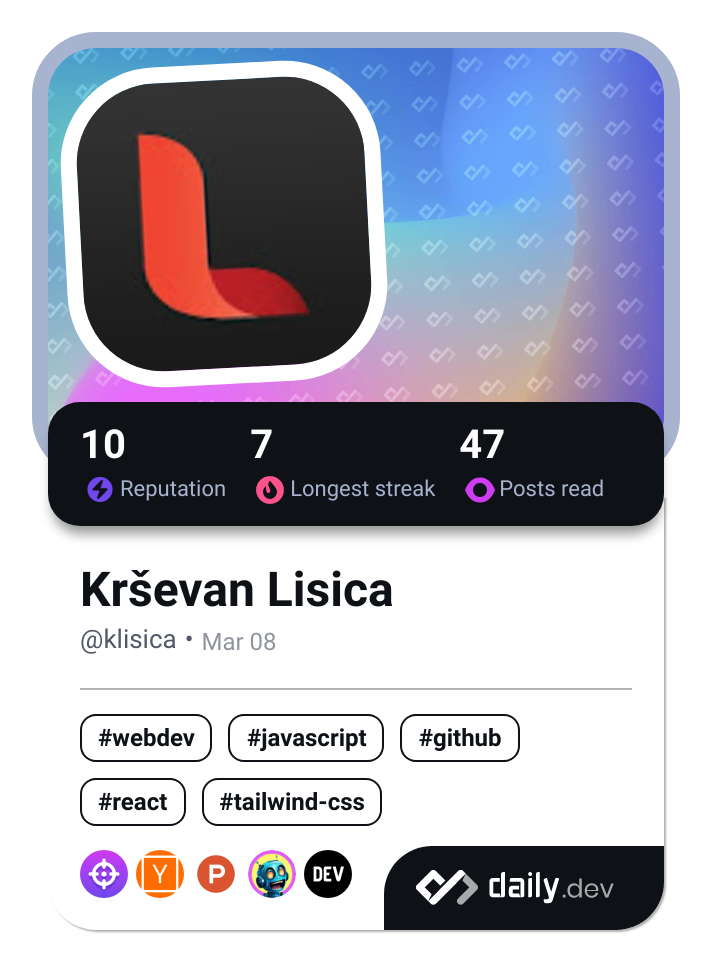 10 7 47
Reputation Longest streak Posts read
Krševan Lisica
@klisica • Mar 08
#webdev #javascript #github
#react #tailwind-css
Y P DEV
daily.dev